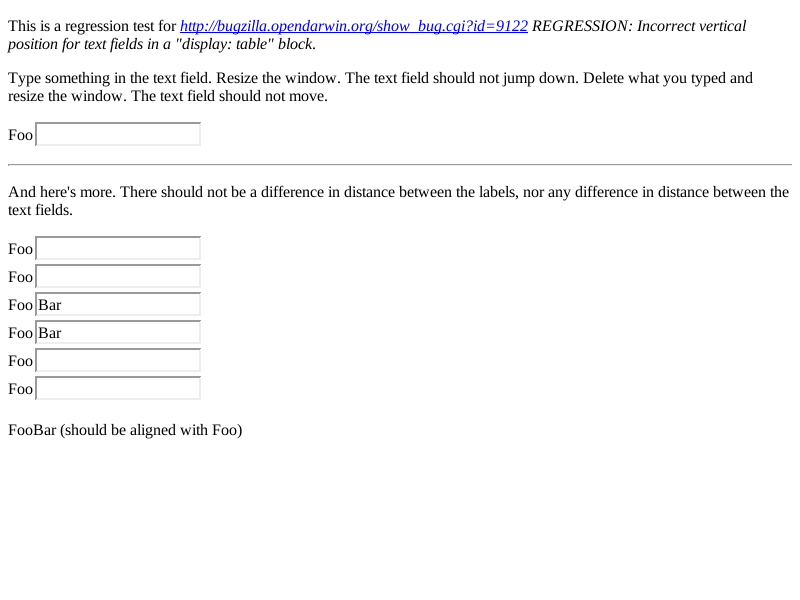 This is a regression test for http://bugzilla.opendarwin.org/show_bug.cgi?id=9122 REGRESSION: Incorrect vertical
position for text fields in a "display: table" block.
Type something in the text field. Resize the window. The text field should not jump down. Delete what you typed and
resize the window. The text field should not move.
Foo
And here's more. There should not be a difference in distance between the labels, nor any difference in distance between the
text fields.
Foo
Foo
Foo Bar
Foo Bar
Foo
Foo
FooBar (should be aligned with Foo)